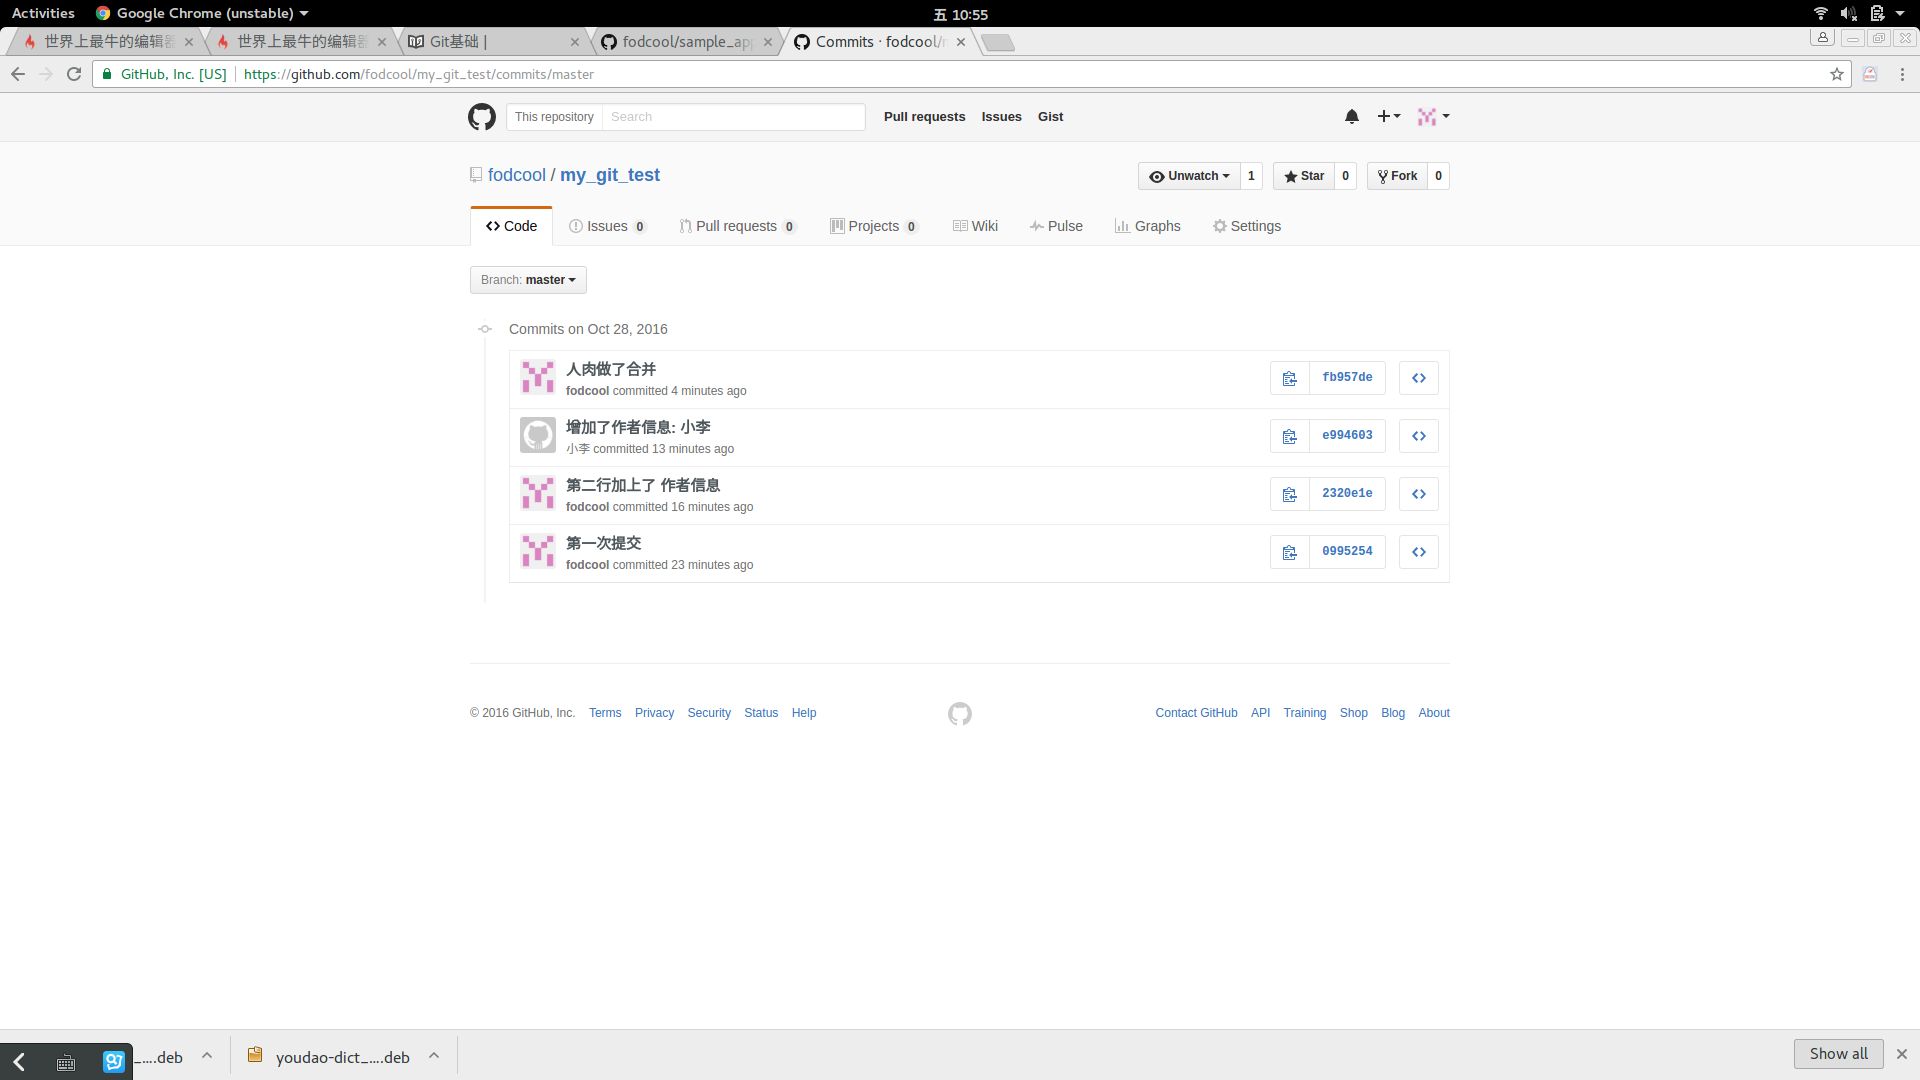 Activities Google Chrome (unstable) 五 10:55
世界上最牛的编辑器 世界上最牛的编辑器 Git基础 | fodcool/sample_ap Commits · fodcool/m
GitHub, Inc. [US] https://github.com/fodcool/my_git_test/commits/master
This repository Search Pull requests Issues Gist
fodcool / my_git_test Unwatch 1 Star 0 Fork 0
Code Issues 0 Pull requests 0 Projects 0 Wiki Pulse Graphs Settings
Branch: master
Commits on Oct 28, 2016
人肉做了合并
fodcool committed 4 minutes ago
fb957de
增加了作者信息: 小李
小李 committed 13 minutes ago
e994603
第二行加上了 作者信息
fodcool committed 16 minutes ago
2320e1e
第一次提交
fodcool committed 23 minutes ago
0995254
© 2016 GitHub, Inc. Terms Privacy Security Status Help Contact GitHub API Training Shop Blog About
_....deb youdao-dict_....deb Show all